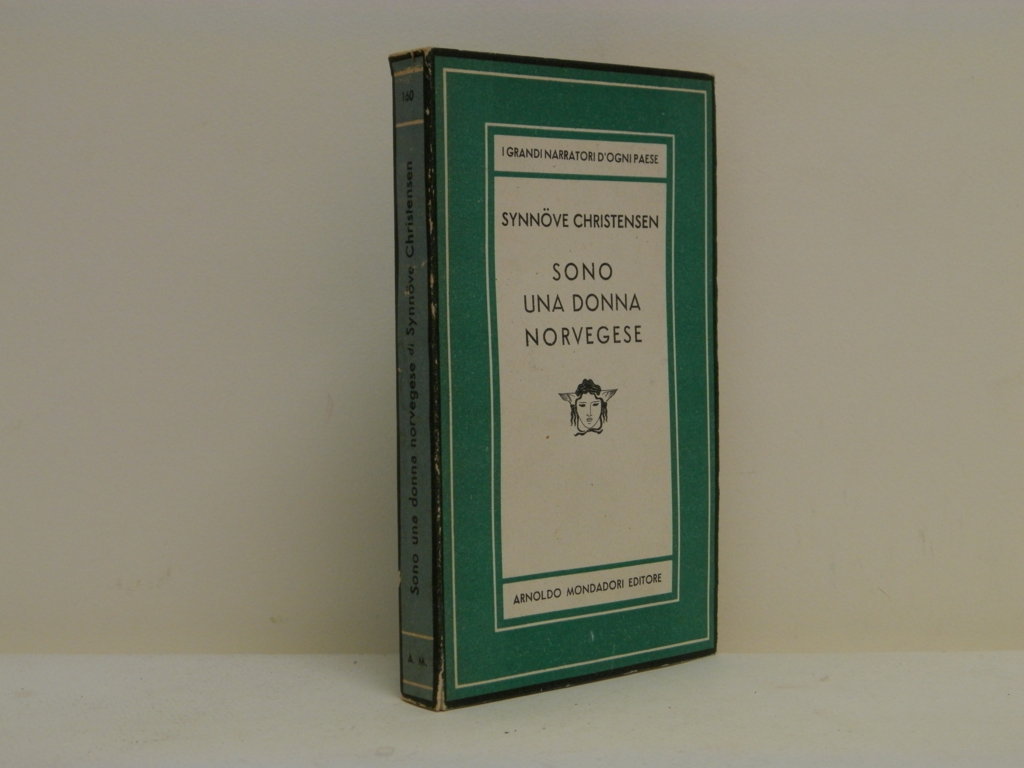 160
Sono una donna norvegese di Synnöve Christensen
A. M.
I GRANDI NARRATORI D'OGNI PAESE
SYNNÖVE CHRISTENSEN
SONO
UNA DONNA
NORVEGESE
ARNOLDO MONDADORI EDITORE